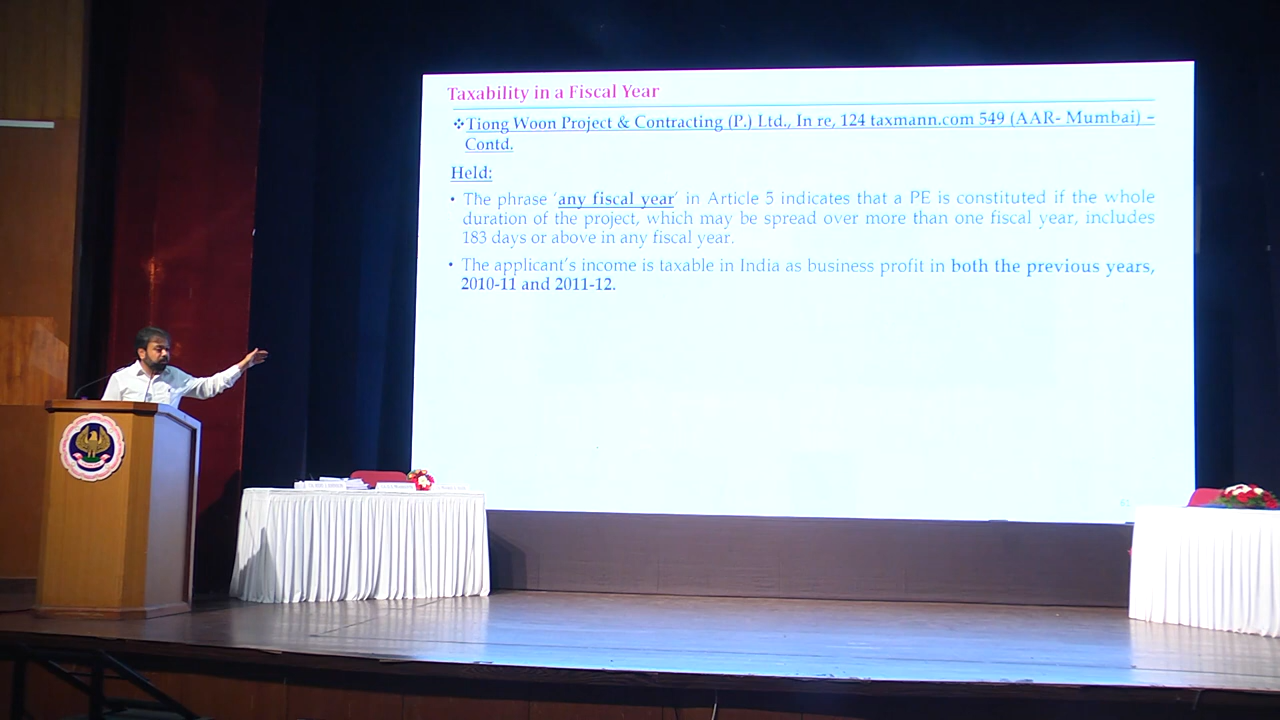 Taxability in a Fiscal Year
❖Tiong Woon Project & Contracting (P.) Ltd., In re, 124 taxmann.com 549 (AAR- Mumbai) –
Contd.
Held:
• The phrase ‘any fiscal year’ in Article 5 indicates that a PE is constituted if the whole
duration of the project, which may be spread over more than one fiscal year, includes
183 days or above in any fiscal year.
• The applicant’s income is taxable in India as business profit in both the previous years,
2010-11 and 2011-12.